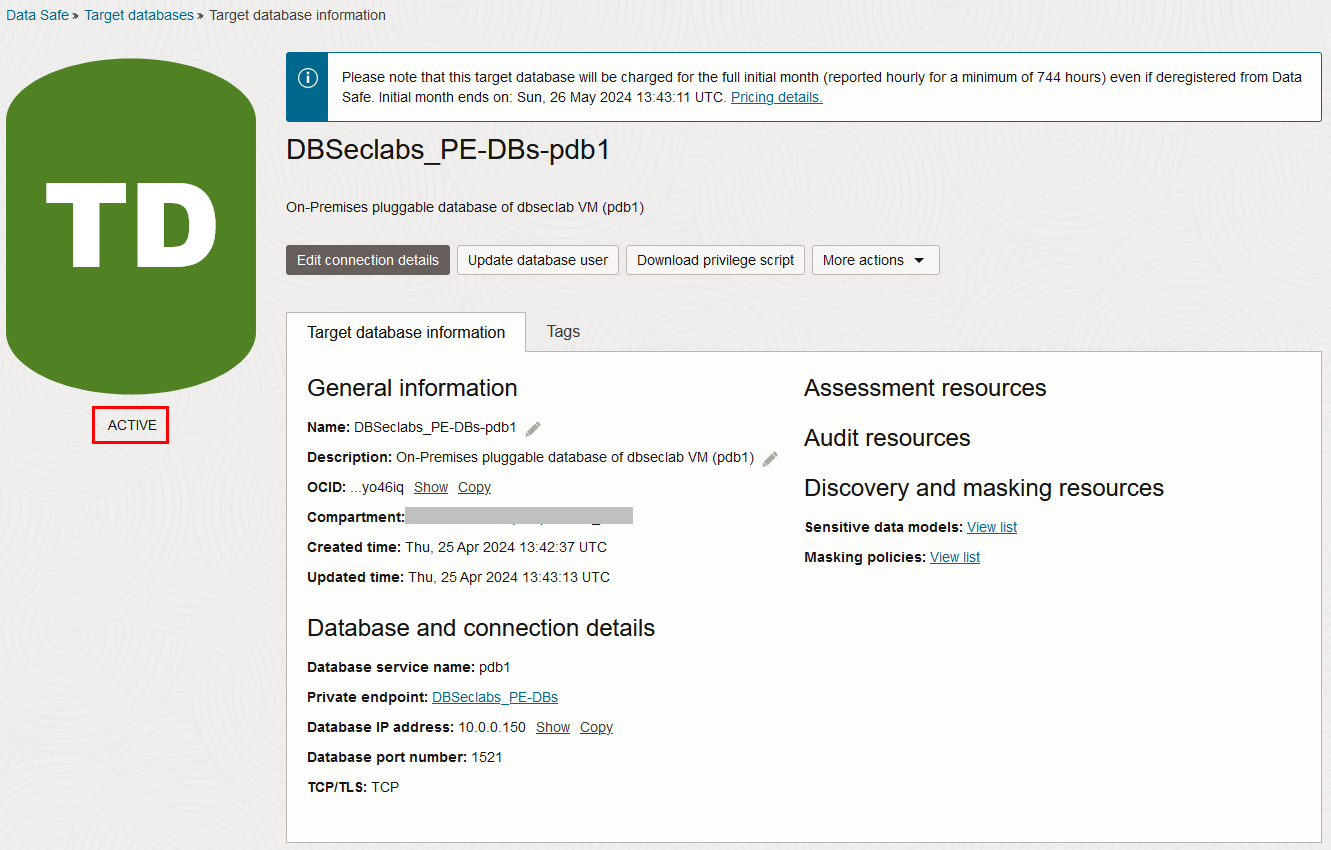 Data Safe » Target databases » Target database information
TD
ACTIVE
Please note that this target database will be charged for the full initial month (reported hourly for a minimum of 744 hours) even if deregistered from Data
Safe. Initial month ends on: Sun, 26 May 2024 13:43:11 UTC. Pricing details.
DBSeclabs_PE-DBs-pdb1
On-Premises pluggable database of dbseclab VM (pdb1)
Edit connection details Update database user Download privilege script More actions
Target database information Tags
General information
Name: DBSeclabs_PE-DBs-pdb1
Description: On-Premises pluggable database of dbseclab VM (pdb1)
OCID: ...yo46iq Show Copy
Compartment:
Created time: Thu, 25 Apr 2024 13:42:37 UTC
Updated time: Thu, 25 Apr 2024 13:43:13 UTC
Database and connection details
Database service name: pdb1
Private endpoint: DBSeclabs_PE-DBs
Database IP address: 10.0.0.150 Show Copy
Database port number: 1521
TCP/TLS: TCP
Assessment resources
Audit resources
Discovery and masking resources
Sensitive data models: View list
Masking policies: View list